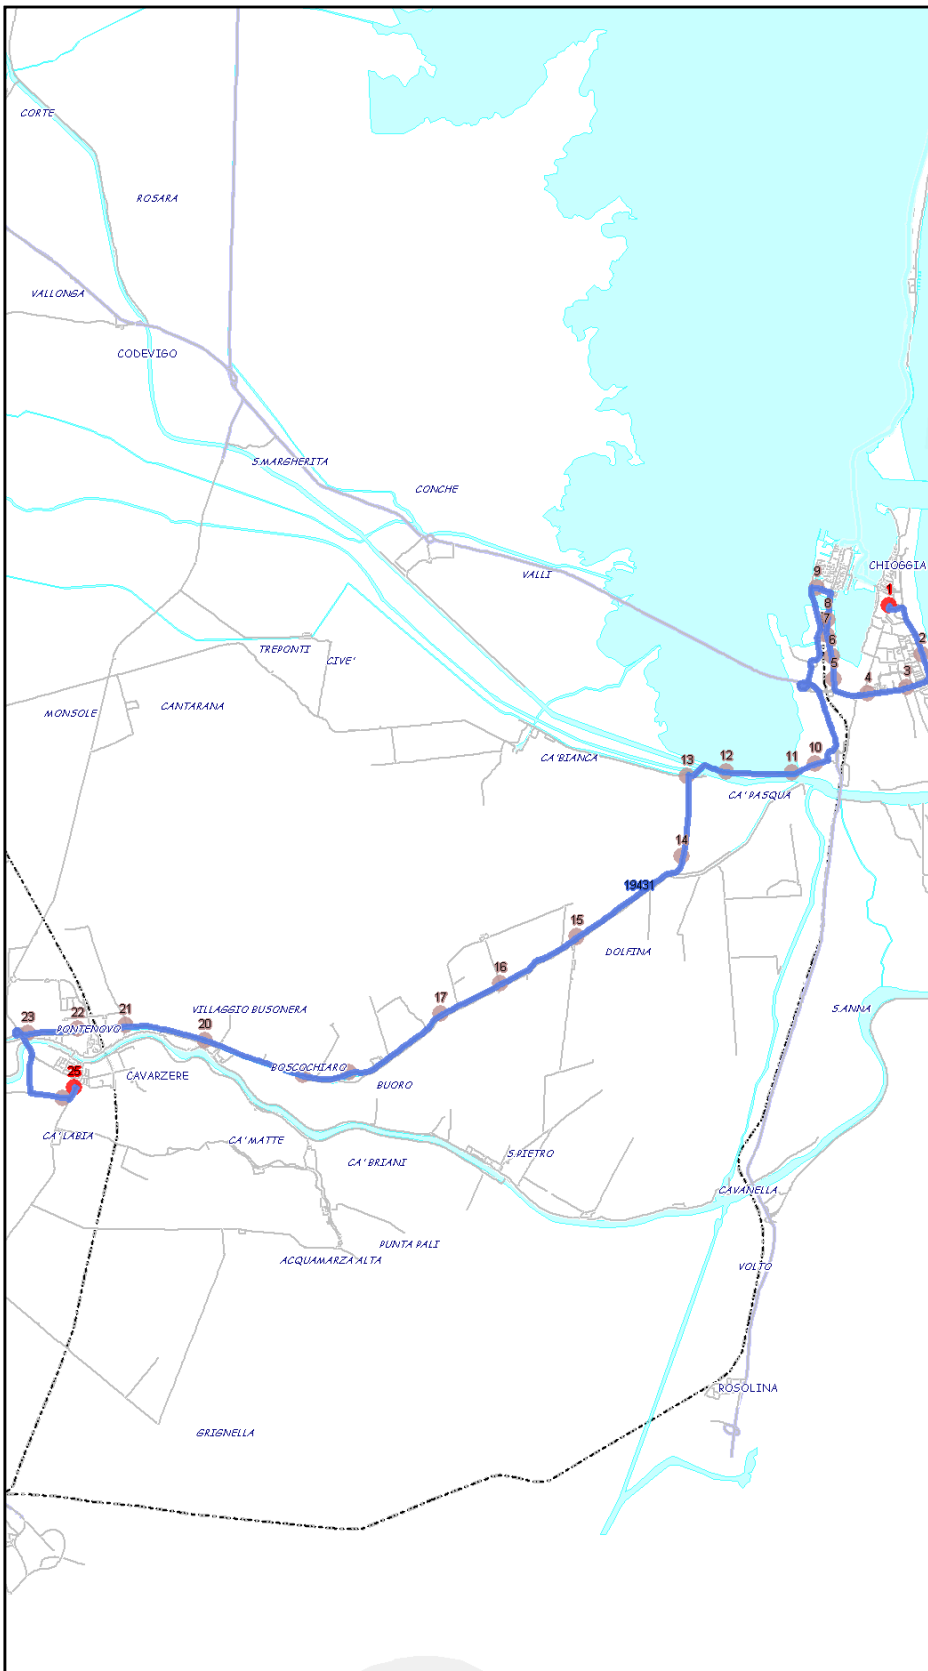 CORTE
ROSARA
VALLONGA
CODEVIGO
S.MARGHERITA
CONCHE
VALLI
CHIOGGIA
9
1
8
7
6
5
2
3
4
TREPONTI
CIVE'
MONSOLE
CANTARANA
CA'BIANCA
13
12
11
10
CA'PASQUA
14
19431
15
DOLFINA
16
17
VILLAGGIO BUSONERA
S.ANNA
23
22
21
PONTENOVO
20
BOSCOCHIARO
BUORO
25
CAVARZERE
CA'LABIA
CA'MATTE
CA'BRIANI
S.PIETRO
CAVANELLA
PUNTA PALI
ACQUAMARZA ALTA
VOLTO
ROSOLINA
GRIGNELLA